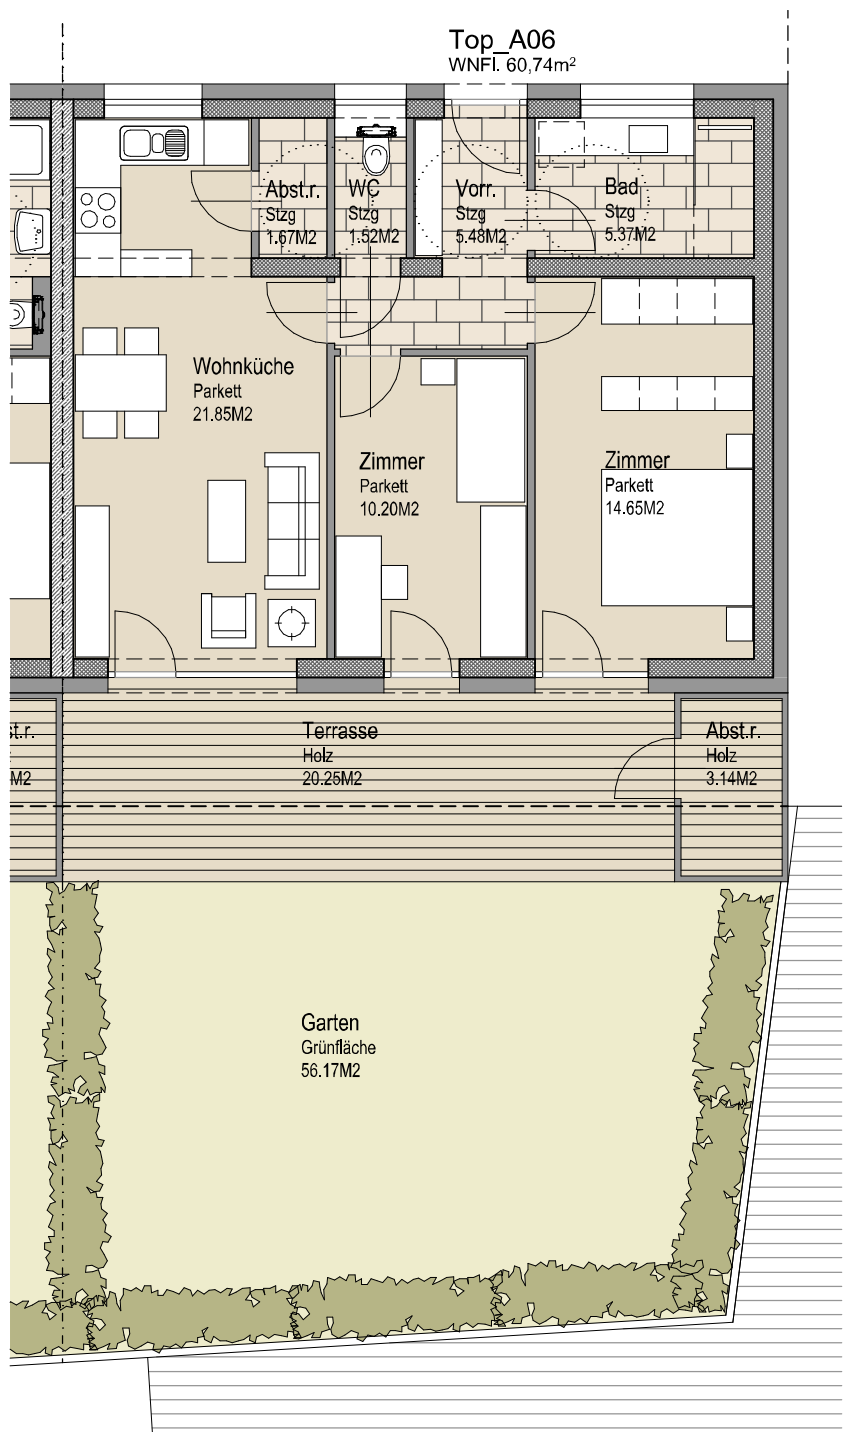 Top_A06
WNFl. 60,74m²
Abst.r.
Stzg
1.67M2
WC
Stzg
1.52M2
Vorr.
Stzg
5.48M2
Bad
Stzg
5.37M2
Wohnküche
Parkett
21.85M2
Zimmer
Parkett
10.20M2
Zimmer
Parkett
14.65M2
st.r.
M2
Terrasse
Holz
20.25M2
Abst.r.
Holz
3.14M2
Garten
Grünfläche
56.17M2